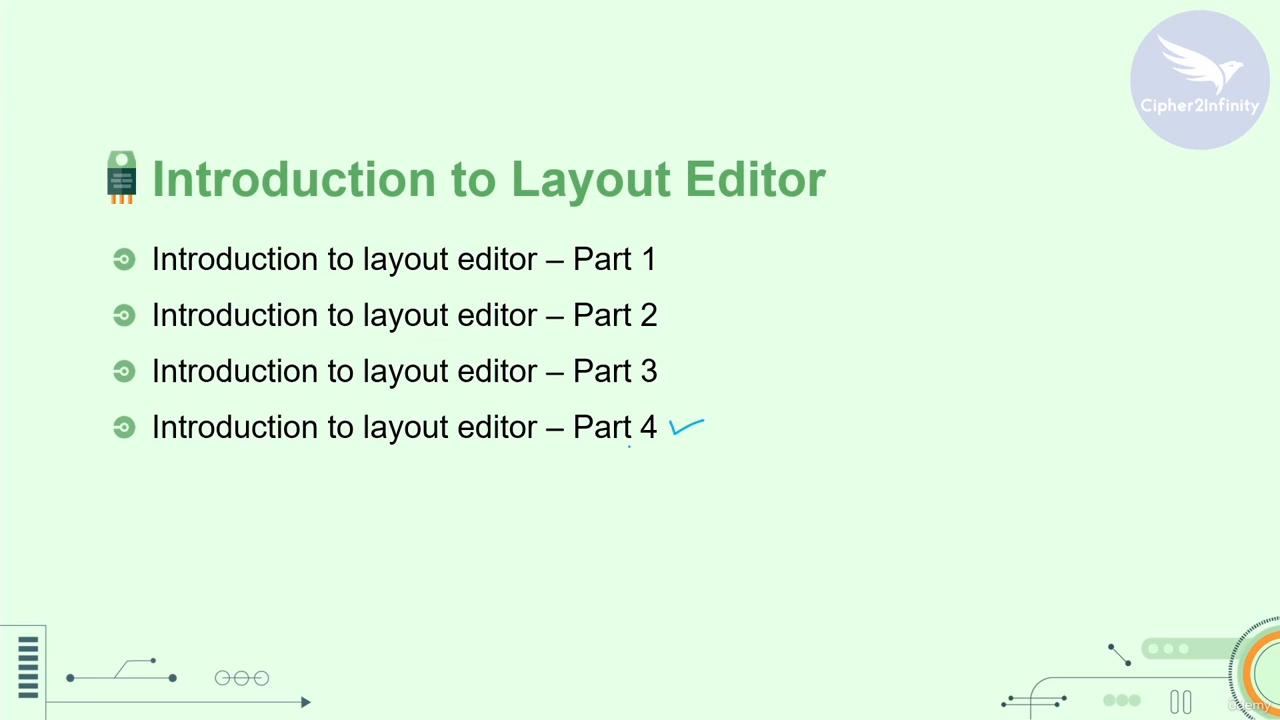 Cipher2Infinity
Introduction to Layout Editor
Introduction to layout editor – Part 1
Introduction to layout editor – Part 2
Introduction to layout editor – Part 3
Introduction to layout editor – Part 4
ûdemy